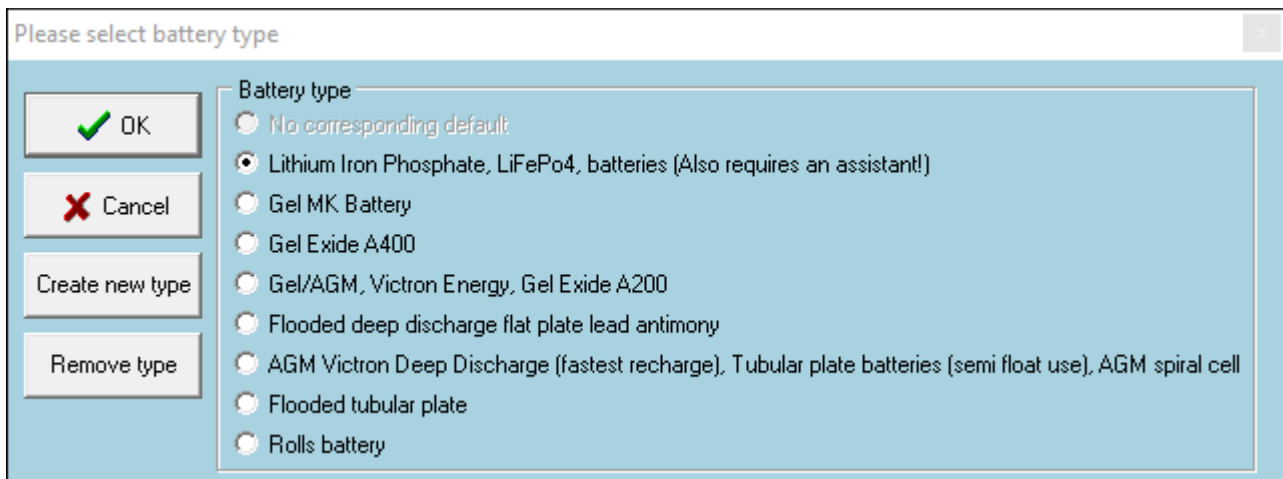 Please select battery type
x
OK
Cancel
Create new type
Remove type
Battery type
No corresponding default
Lithium Iron Phosphate, LiFePo4, batteries (Also requires an assistant!)
Gel MK Battery
Gel Exide A400
Gel/AGM, Victron Energy, Gel Exide A200
Flooded deep discharge flat plate lead antimony
AGM Victron Deep Discharge (fastest recharge), Tubular plate batteries (semi float use), AGM spiral cell
Flooded tubular plate
Rolls battery